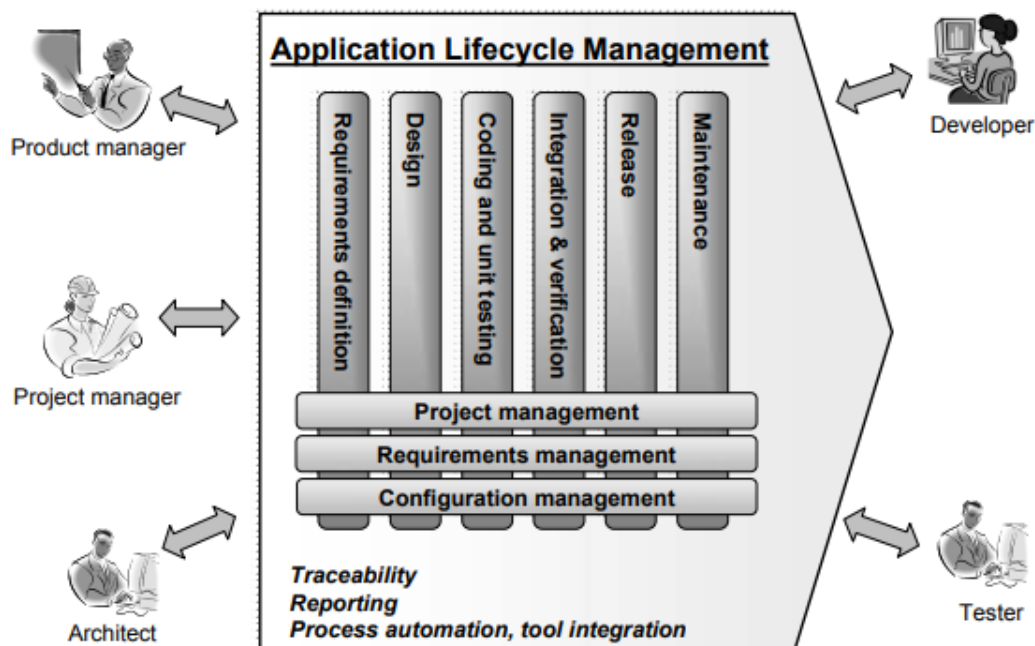 Application Lifecycle Management
Product manager
Developer
Requirements definition
Design
Coding and unit testing
Integration & verification
Release
Maintenance
Project manager
Project management
Requirements management
Configuration management
Architect
Tester
Traceability
Reporting
Process automation, tool integration